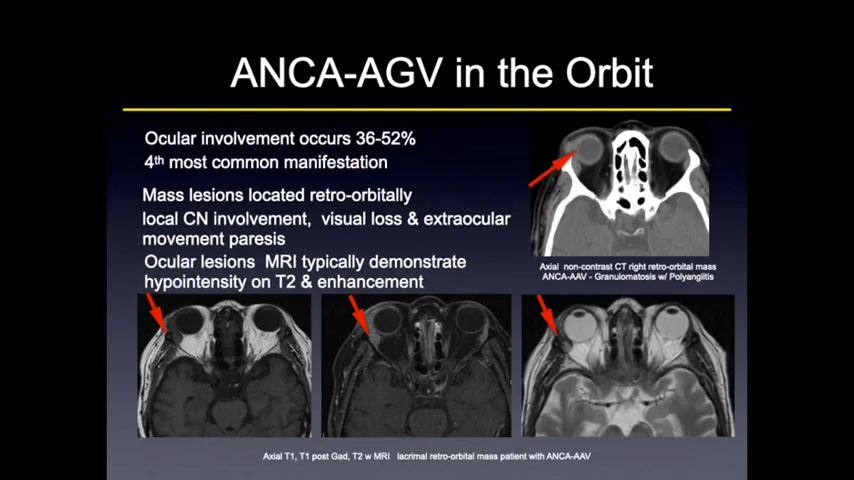 ANCA-AGV in the Orbit
Ocular involvement occurs 36-52%
4th most common manifestation
Mass lesions located retro-orbitally
local CN involvement, visual loss & extraocular
movement paresis
Ocular lesions MRI typically demonstrate
hypointensity on T2 & enhancement
Axial non-contrast CT right retro-orbital mass
ANCA-AAV - Granulomatosis w/ Polyangiitis
Axial T1, T1 post Gad, T2 w MRI lacrimal retro-orbital mass patient with ANCA-AAV